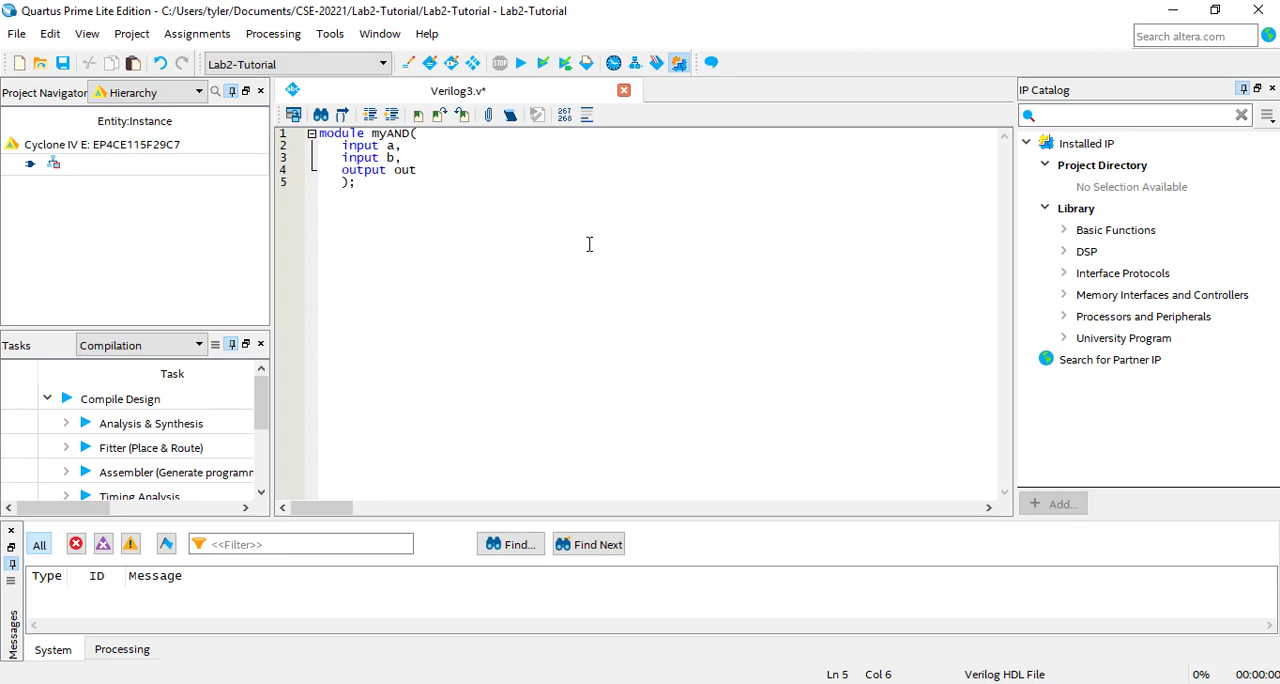 Quartus Prime Lite Edition - C:/Users/tyler/Documents/CSE-20221/Lab2-Tutorial/Lab2-Tutorial - Lab2-Tutorial
File Edit View Project Assignments Processing Tools Window Help
Search altera.com
Lab2-Tutorial
STOP
Project Navigator Hierarchy
abc Verilog3.v*
IP Catalog
267
268
Entity:Instance
Cyclone IV E: EP4CE115F29C7
1 module myAND(
2 input a,
3 input b,
4 output out
5 );
Installed IP
Project Directory
No Selection Available
Library
Basic Functions
DSP
Interface Protocols
Memory Interfaces and Controllers
Processors and Peripherals
University Program
Search for Partner IP
Tasks Compilation
Task
Compile Design
Analysis & Synthesis
Fitter (Place & Route)
Assembler (Generate programm
Timing Analysis
+ Add...
All <<Filter>> Find... Find Next
Type ID Message
Messages
System Processing
Ln 5 Col 6 Verilog HDL File 0% 00:00:00